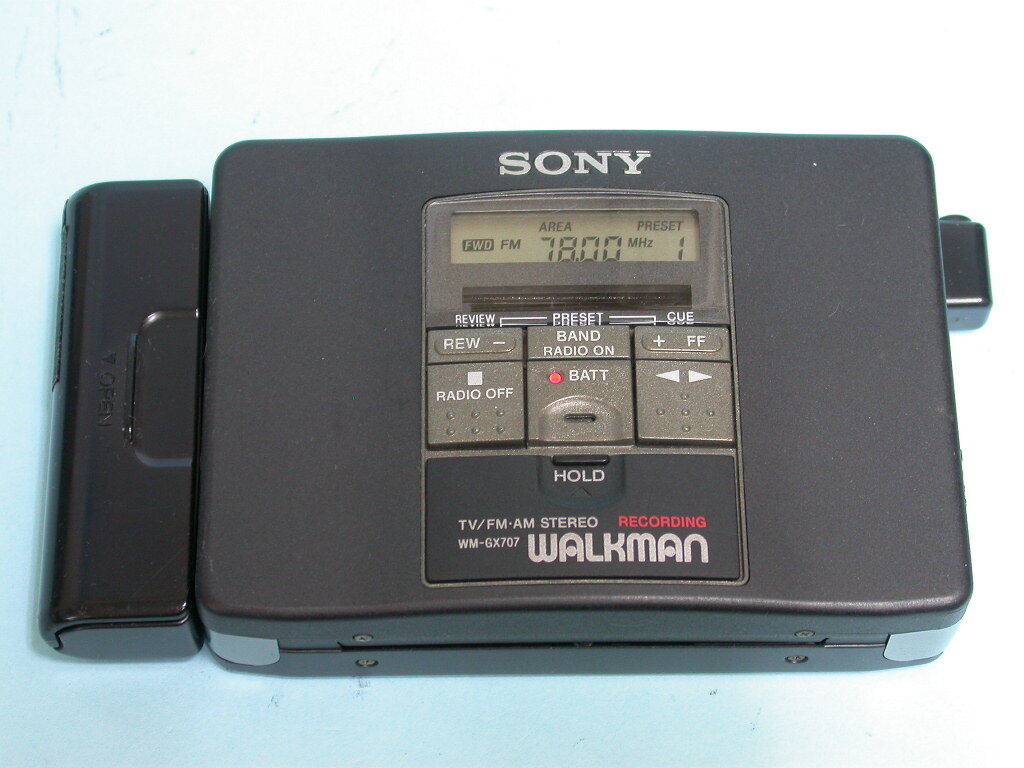 SONY
AREA PRESET
FWD FM 78.00 MHz 1
REVIEW PRESET CUE
REW − BAND + FF
RADIO ON
RADIO OFF BATT
OPEN
HOLD
TV/FM·AM STEREO RECORDING
WM-GX707 WALKMAN